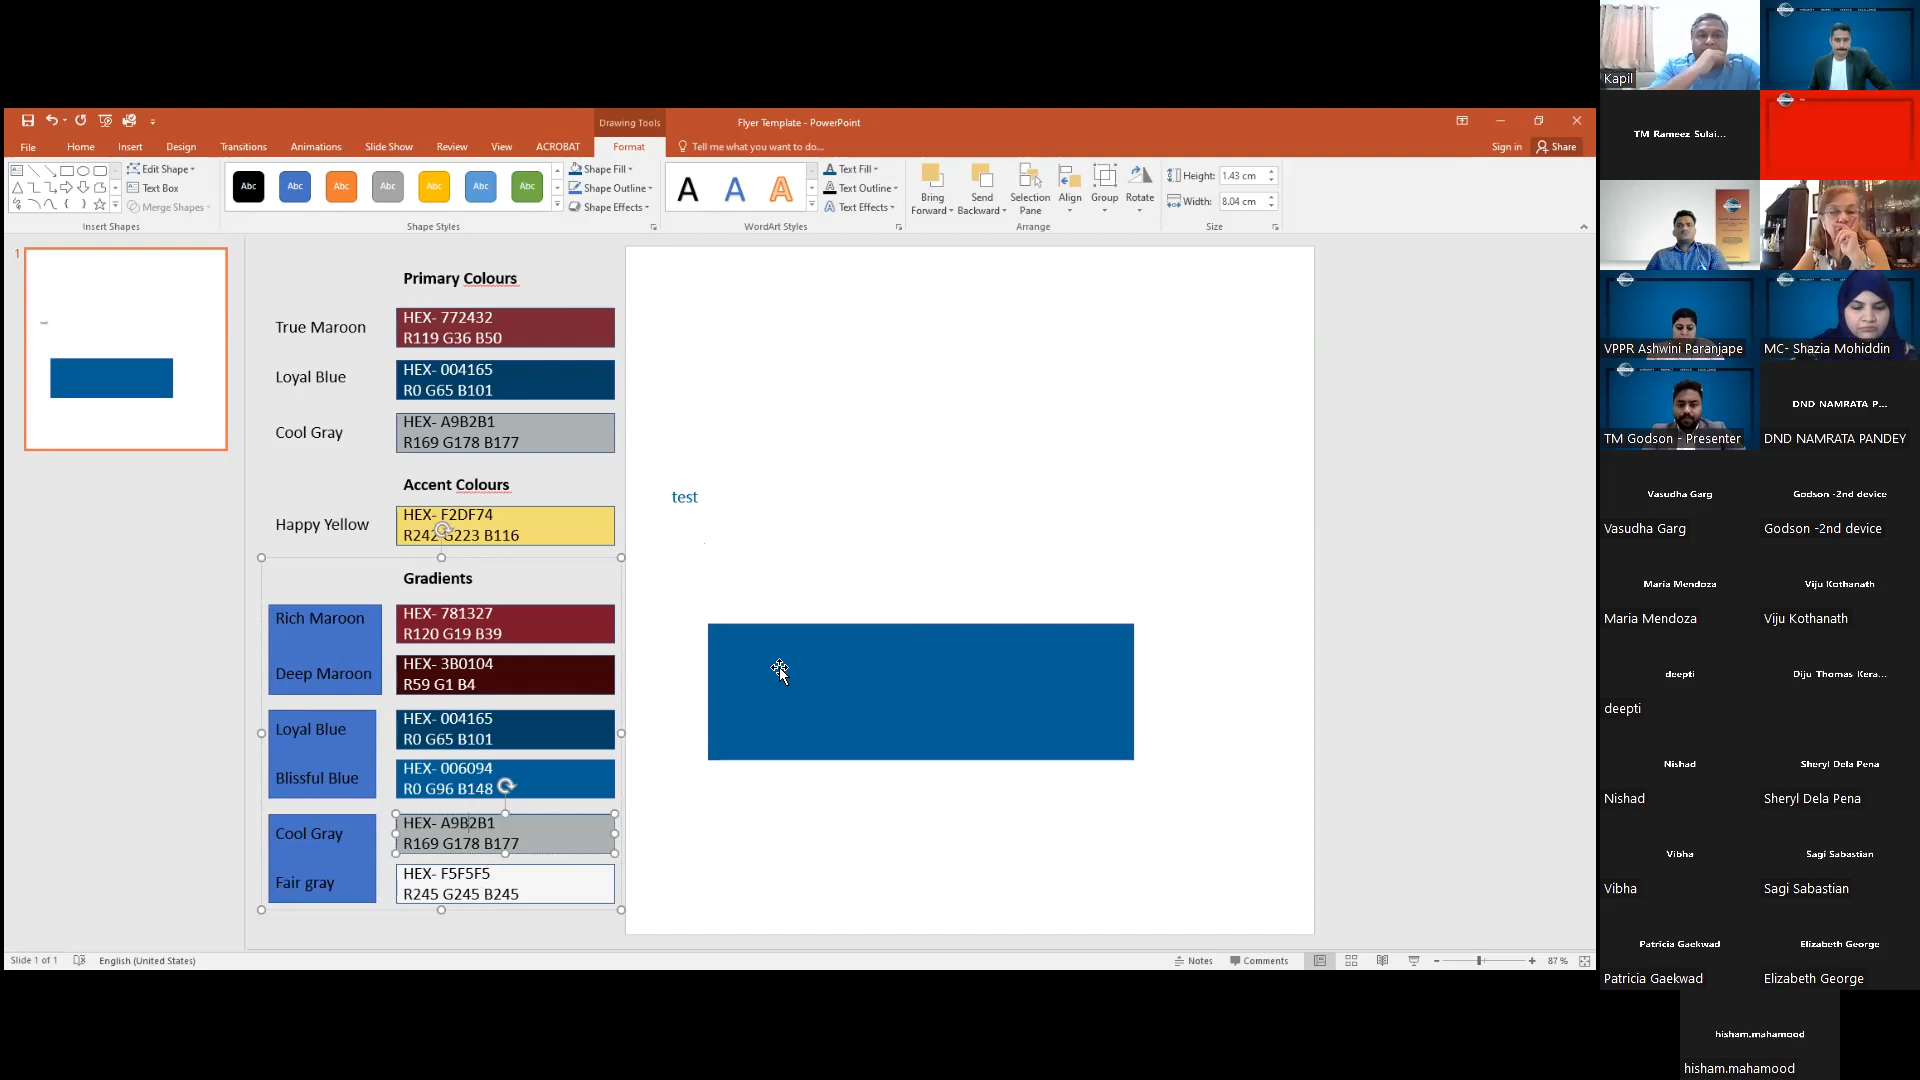 Drawing Tools
Flyer Template - PowerPoint
File
Home
Insert
Design
Transitions
Animations
Slide Show
Review
View
ACROBAT
Format
Tell me what you want to do...
Sign in
Share
Edit Shape
Text Box
Merge Shapes
Insert Shapes
Abc
Abc
Abc
Abc
Abc
Abc
Abc
Shape Fill
Shape Outline
Shape Effects
Shape Styles
A
A
A
Text Fill
Text Outline
Text Effects
WordArt Styles
Bring Forward
Send Backward
Selection Pane
Align
Group
Rotate
Arrange
Height: 1.43 cm
Width: 8.04 cm
Size
1
Primary Colours
True Maroon
HEX- 772432
R119 G36 B50
Loyal Blue
HEX- 004165
R0 G65 B101
Cool Gray
HEX- A9B2B1
R169 G178 B177
Accent Colours
Happy Yellow
HEX- F2DF74
R242 G223 B116
Gradients
Rich Maroon
HEX- 781327
R120 G19 B39
Deep Maroon
HEX- 3B0104
R59 G1 B4
Loyal Blue
HEX- 004165
R0 G65 B101
Blissful Blue
HEX- 006094
R0 G96 B148
Cool Gray
HEX- A9B2B1
R169 G178 B177
Fair gray
HEX- F5F5F5
R245 G245 B245
test
Slide 1 of 1
English (United States)
Notes
Comments
87 %
Kapil
TM Rameez Sulai...
VPPR Ashwini Paranjape
MC- Shazia Mohiddin
TM Godson - Presenter
DND NAMRATA P...
DND NAMRATA PANDEY
Vasudha Garg
Vasudha Garg
Godson -2nd device
Godson -2nd device
Maria Mendoza
Maria Mendoza
Viju Kothanath
Viju Kothanath
deepti
deepti
Diju Thomas Kera...
Nishad
Nishad
Sheryl Dela Pena
Sheryl Dela Pena
Vibha
Vibha
Sagi Sabastian
Sagi Sabastian
Patricia Gaekwad
Patricia Gaekwad
Elizabeth George
Elizabeth George
hisham.mahamood
hisham.mahamood